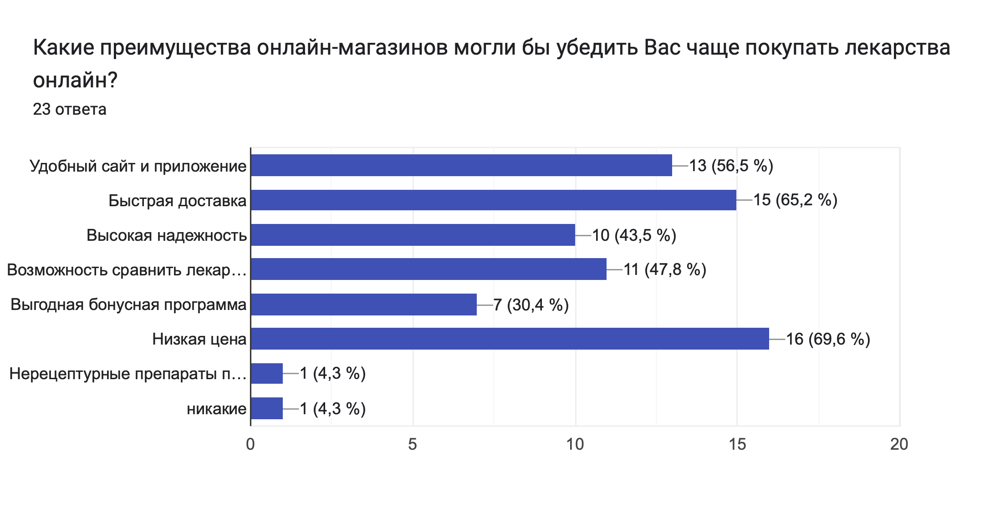 Какие преимущества онлайн-магазинов могли бы убедить Вас чаще покупать лекарства
онлайн?
23 ответа
Удобный сайт и приложение 13 (56,5 %)
Быстрая доставка 15 (65,2 %)
Высокая надежность 10 (43,5 %)
Возможность сравнить лекар… 11 (47,8 %)
Выгодная бонусная программа 7 (30,4 %)
Низкая цена 16 (69,6 %)
Нерецептурные препараты п… 1 (4,3 %)
никакие 1 (4,3 %)
0 5 10 15 20